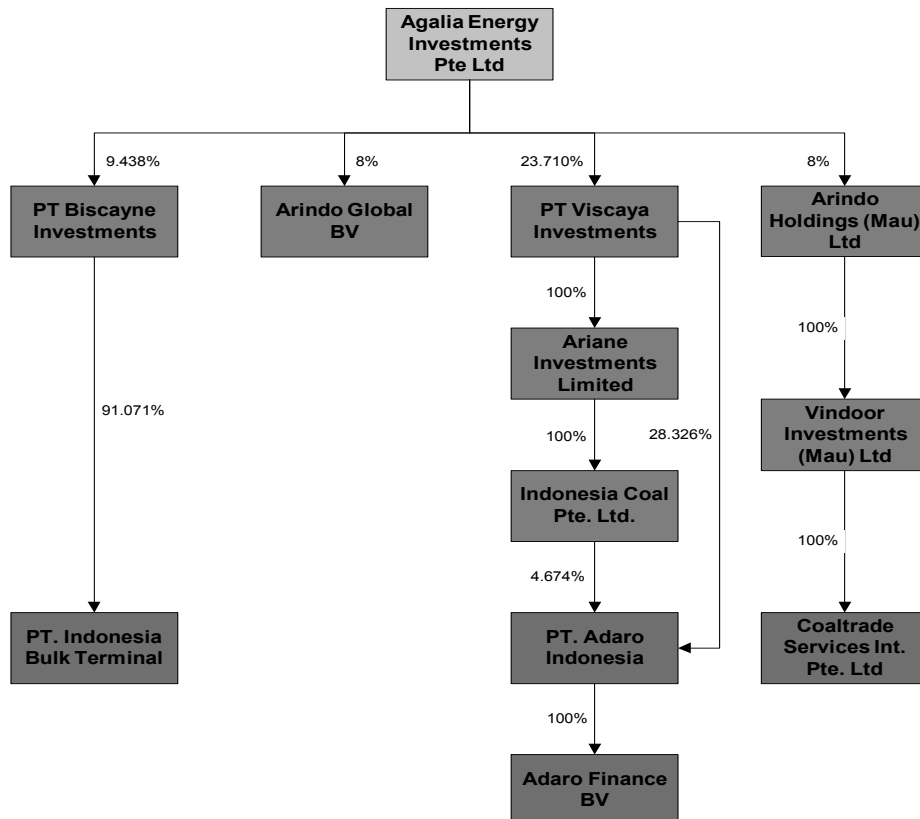 Agalia Energy
Investments
Pte Ltd
9.438%
8%
23.710%
8%
PT Biscayne
Investments
Arindo Global
BV
PT Viscaya
Investments
Arindo
Holdings (Mau)
Ltd
100%
100%
Ariane
Investments
Limited
91.071%
100%
28.326%
Vindoor
Investments
(Mau) Ltd
Indonesia Coal
Pte. Ltd.
100%
4.674%
PT. Indonesia
Bulk Terminal
PT. Adaro
Indonesia
Coaltrade
Services Int.
Pte. Ltd
100%
Adaro Finance
BV